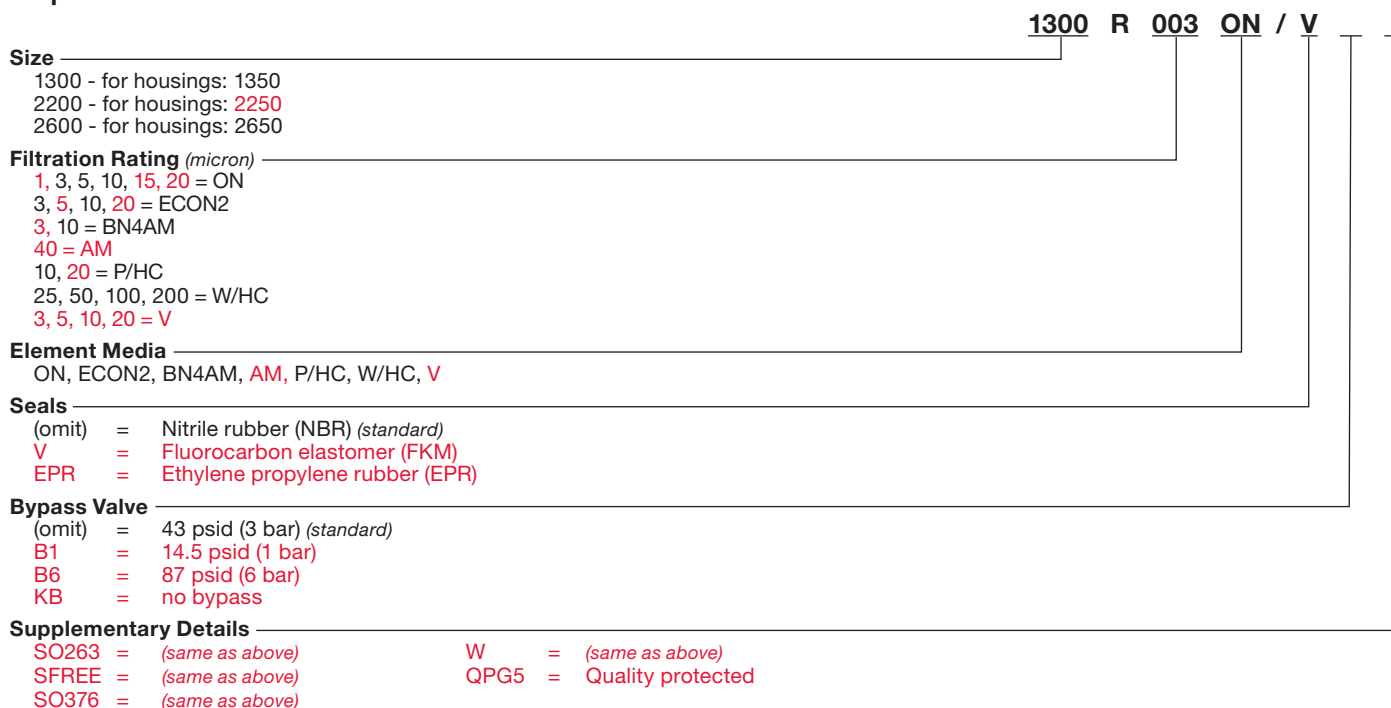 1300 R 003 ON / V
Size
1300 - for housings: 1350
2200 - for housings: 2250
2600 - for housings: 2650
Filtration Rating (micron)
1, 3, 5, 10, 15, 20 = ON
3, 5, 10, 20 = ECON2
3, 10 = BN4AM
40 = AM
10, 20 = P/HC
25, 50, 100, 200 = W/HC
3, 5, 10, 20 = V
Element Media
ON, ECON2, BN4AM, AM, P/HC, W/HC, V
Seals
(omit) = Nitrile rubber (NBR) (standard)
V = Fluorocarbon elastomer (FKM)
EPR = Ethylene propylene rubber (EPR)
Bypass Valve
(omit) = 43 psid (3 bar) (standard)
B1 = 14.5 psid (1 bar)
B6 = 87 psid (6 bar)
KB = no bypass
Supplementary Details
SO263 = (same as above) W = (same as above)
SFREE = (same as above) QPG5 = Quality protected
SO376 = (same as above)